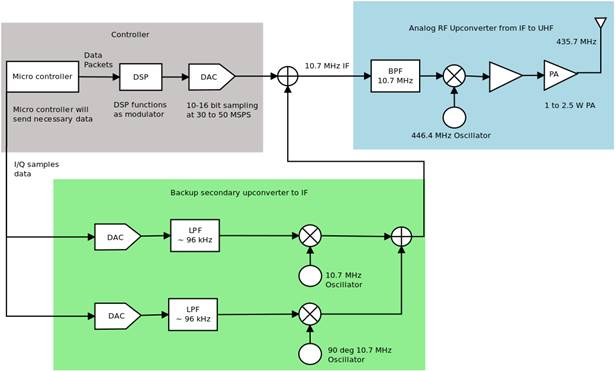 Controller
Analog RF Upconverter from IF to UHF
435.7 MHz
Data
Packets
Micro controller
DSP
DAC
10.7 MHz IF
BPF
10.7 MHz
PA
Micro controller will
send necessary data
DSP functions
as modulator
10-16 bit sampling
at 30 to 50 MSPS
1 to 2.5 W PA
446.4 MHz Oscillator
I/Q samples
data
Backup secondary upconverter to IF
DAC
LPF
~ 96 kHz
10.7 MHz
Oscillator
DAC
LPF
~ 96 kHz
90 deg 10.7 MHz
Oscillator